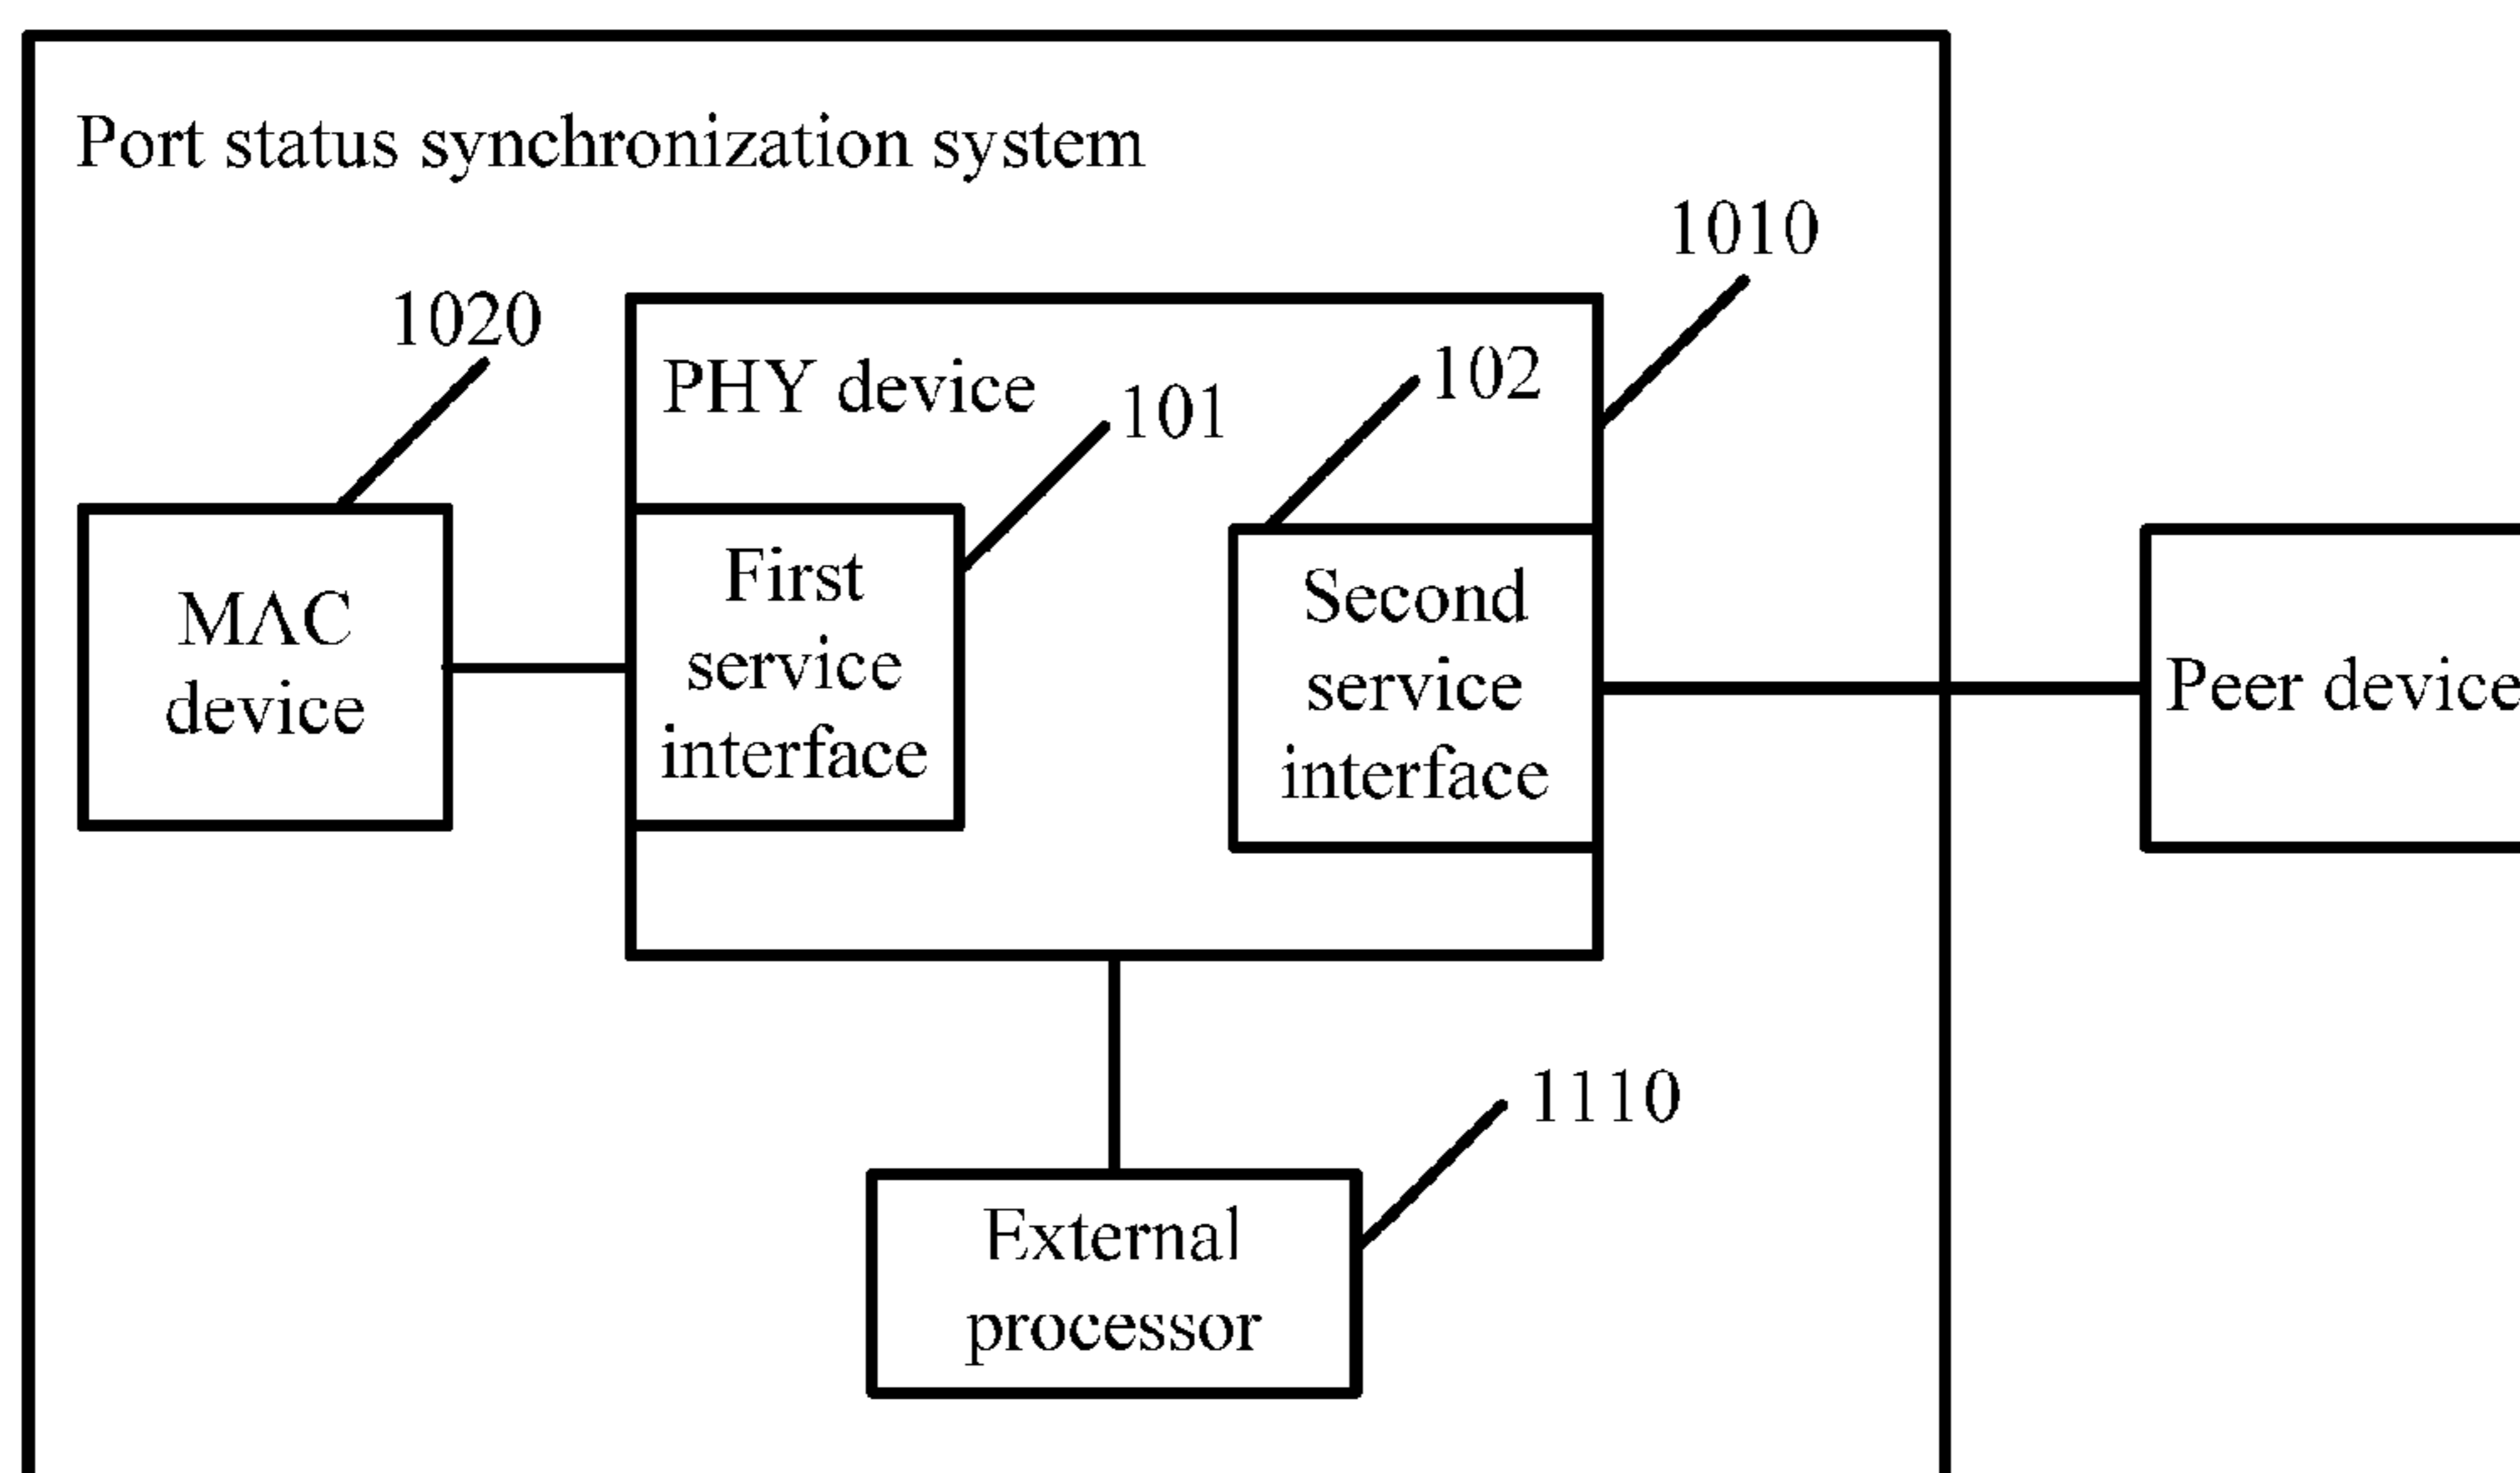 Port status synchronization system
1010
1020
PHY device
102
101
MAC
device
First
service
interface
Second
service
interface
Peer device
1110
External
processor